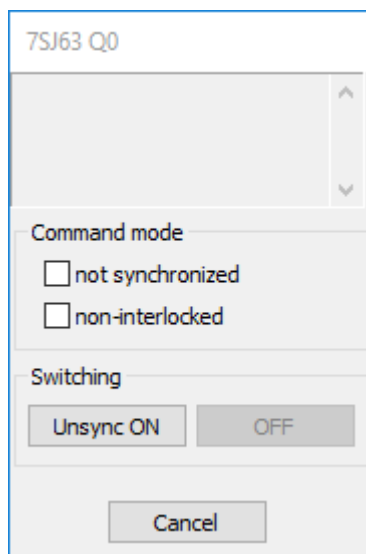 7SJ63 Q0
Command mode
not synchronized
non-interlocked
Switching
Unsync ON OFF
Cancel